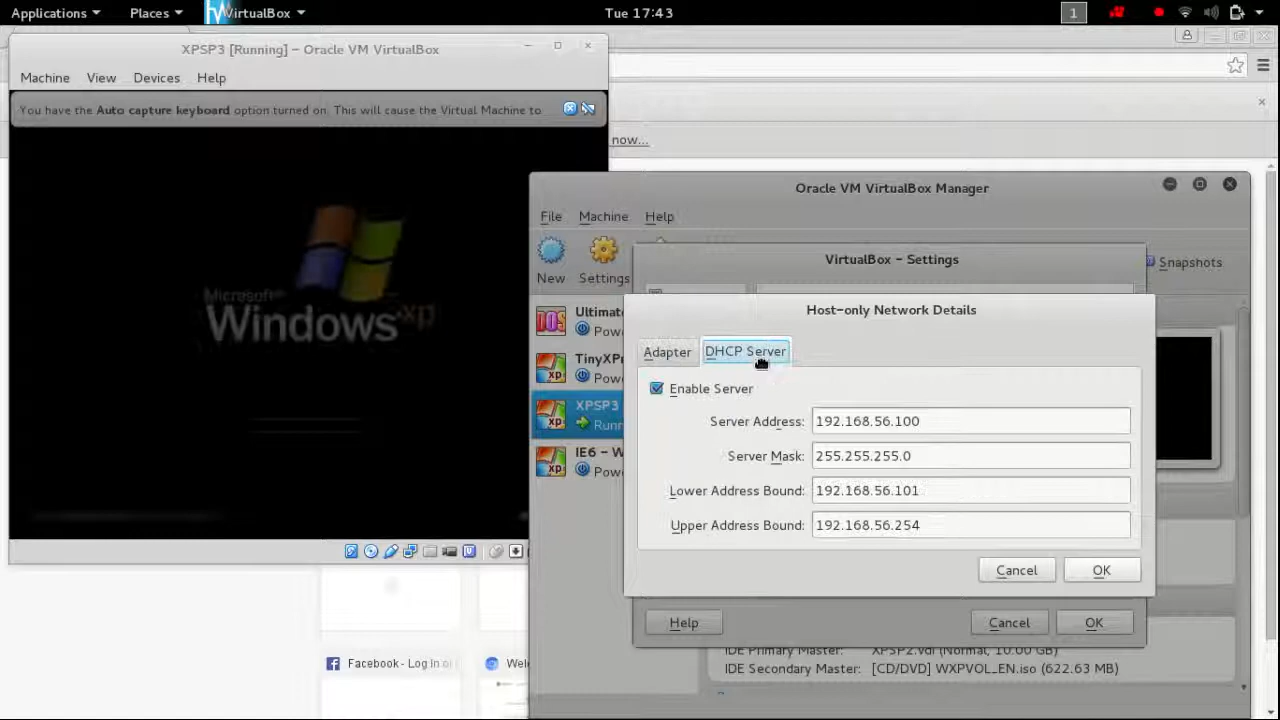 Applications Places VirtualBox Tue 17:43 1
XPSP3 [Running] - Oracle VM VirtualBox
Machine View Devices Help
You have the Auto capture keyboard option turned on. This will cause the Virtual Machine to
now...
Microsoft
Windows xp
Oracle VM VirtualBox Manager
File Machine Help
New Settings Snapshots
VirtualBox - Settings
Host-only Network Details
Adapter DHCP Server
Enable Server
Server Address: 192.168.56.100
Server Mask: 255.255.255.0
Lower Address Bound: 192.168.56.101
Upper Address Bound: 192.168.56.254
Cancel OK
Help Cancel OK
DOS
xp
XPSP3
xp
IE6 - W
xp
IDE Primary Master: XPSP2.vdi (Normal, 10.00 GB)
IDE Secondary Master: [CD/DVD] WXPVOL_EN.iso (622.63 MB)
Facebook - Log in o